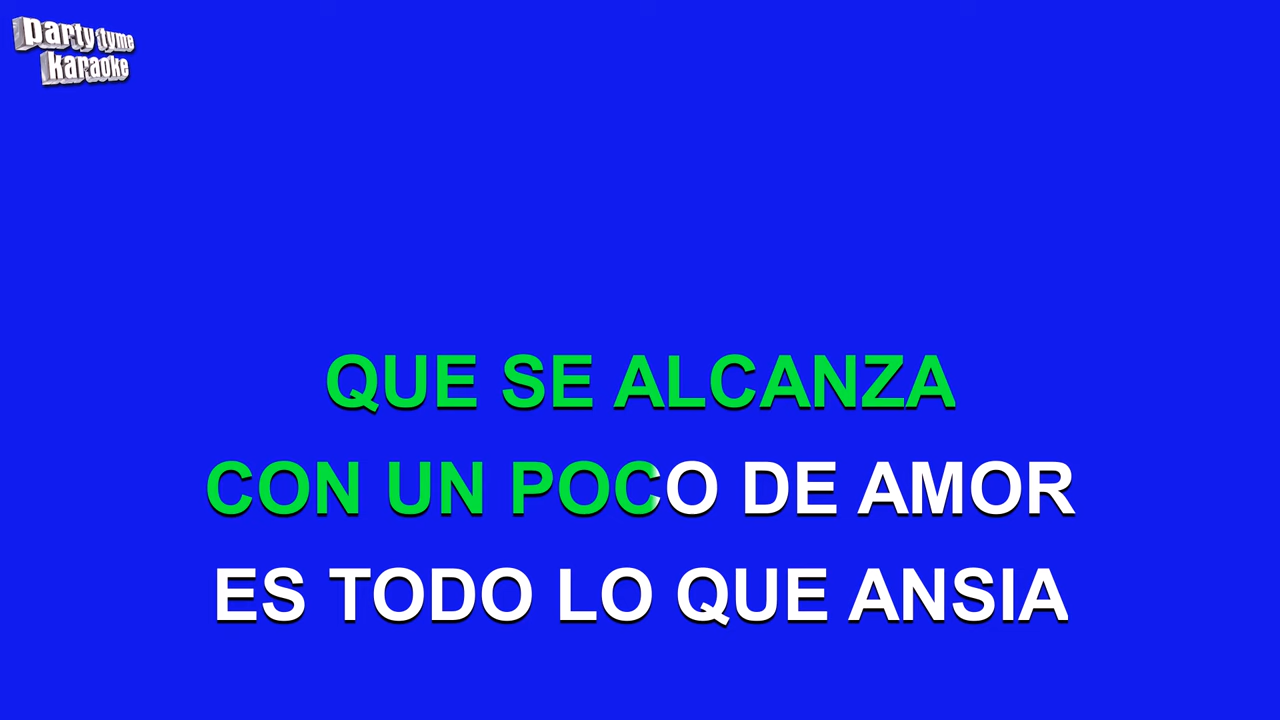 party tyme
karaoke
QUE SE ALCANZA
CON UN POCO DE AMOR
ES TODO LO QUE ANSIA